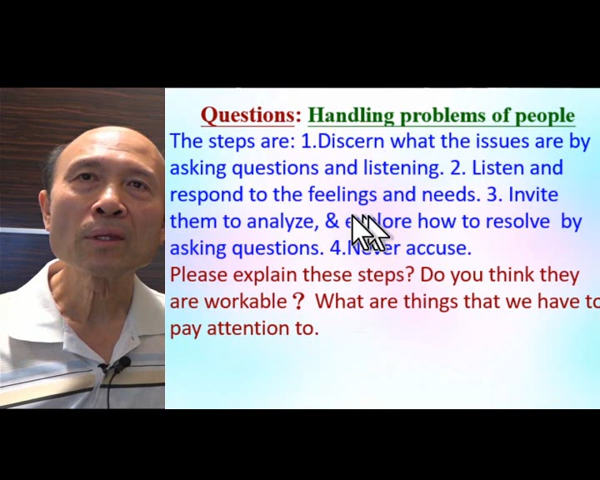 Questions: Handling problems of people
The steps are: 1.Discern what the issues are by
asking questions and listening. 2. Listen and
respond to the feelings and needs. 3. Invite
them to analyze, & explore how to resolve by
asking questions. 4.Never accuse.
Please explain these steps? Do you think they
are workable？ What are things that we have to
pay attention to.